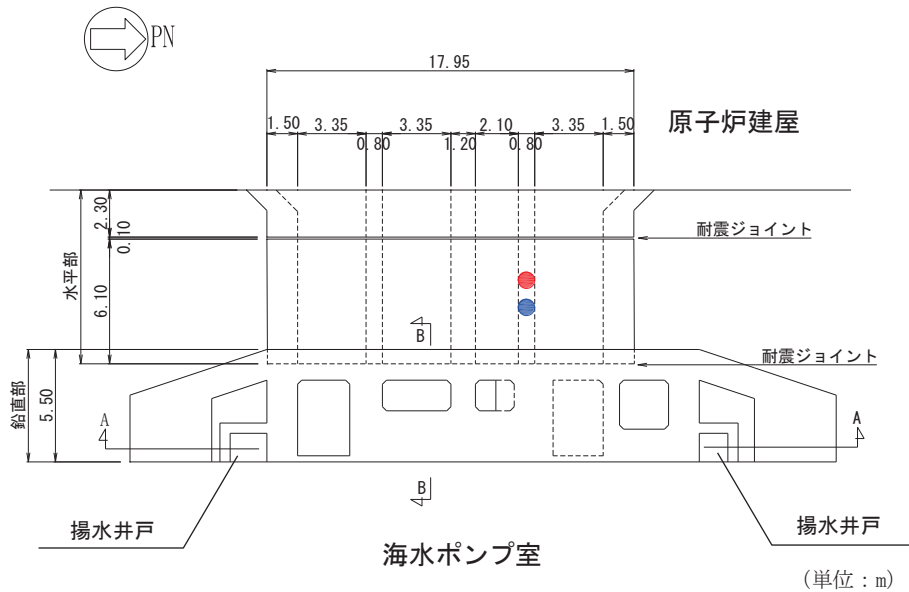 PN
17.95
1.50 3.35 3.35 2.10 3.35 1.50
0.80 1.20 0.80
原子炉建屋
2.30
0.10
耐震ジョイント
水平部
6.10
B
耐震ジョイント
鉛直部
5.50
A
A
B
揚水井戸
揚水井戸
海水ポンプ室
(単位：m)